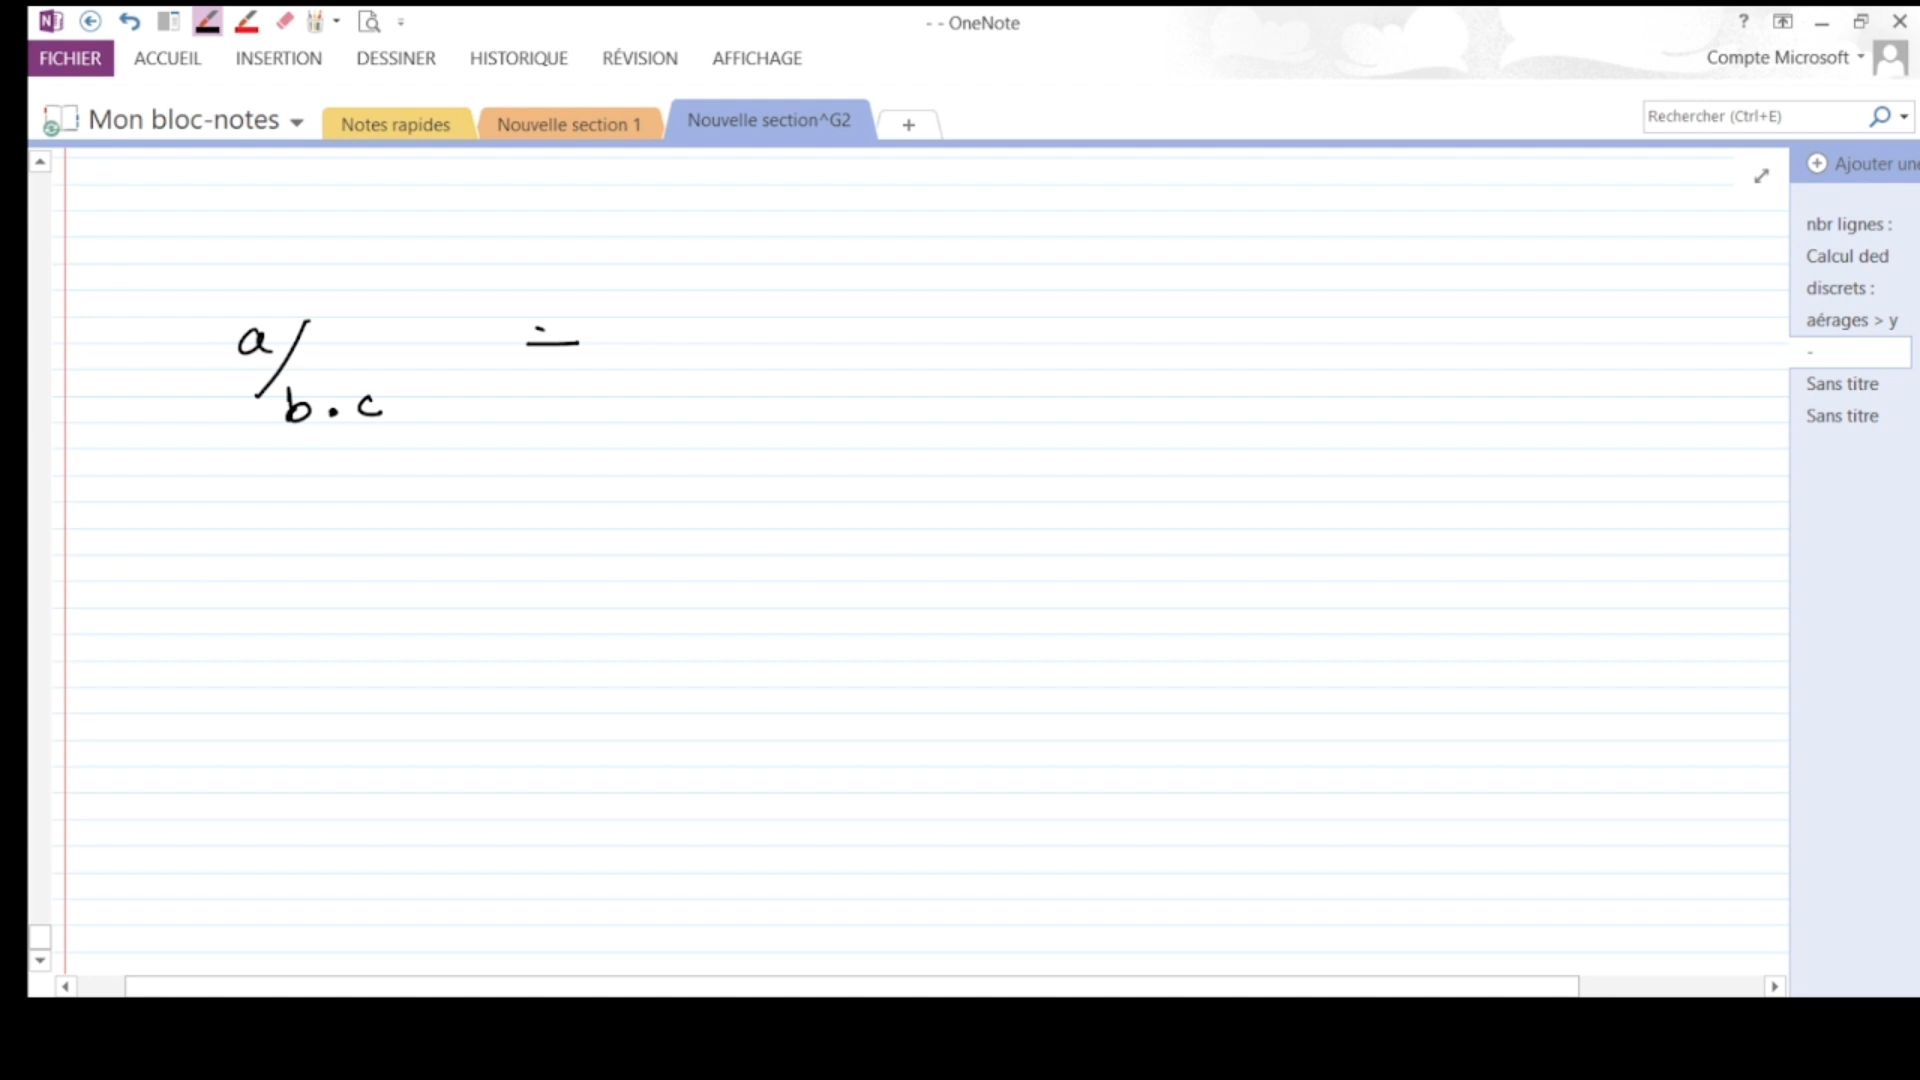 - - OneNote
?
FICHIER ACCUEIL INSERTION DESSINER HISTORIQUE RÉVISION AFFICHAGE
Compte Microsoft
Mon bloc-notes
Notes rapides
Nouvelle section 1
Nouvelle section^G2
+
Rechercher (Ctrl+E)
Ajouter une
nbr lignes :
Calcul ded
discrets :
aérages > y
-
Sans titre
Sans titre
a/ =
b . c